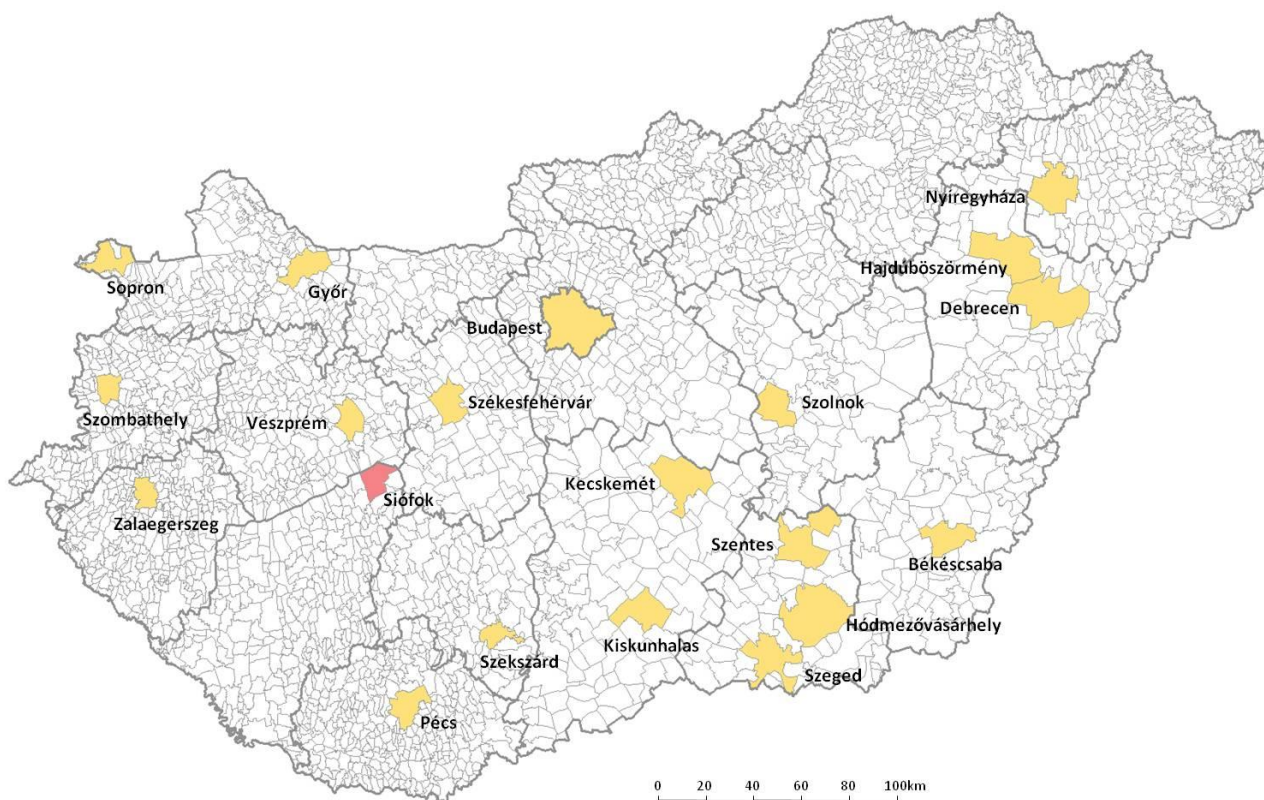 Nyíregyháza
Hajdúböszörmény
Sopron
Győr
Debrecen
Budapest
Szombathely
Veszprém
Székesfehérvár
Szolnok
Siófok
Kecskemét
Zalaegerszeg
Szentes
Békéscsaba
Hódmezővásárhely
Kiskunhalas
Szekszárd
Szeged
Pécs
0 20 40 60 80 100km